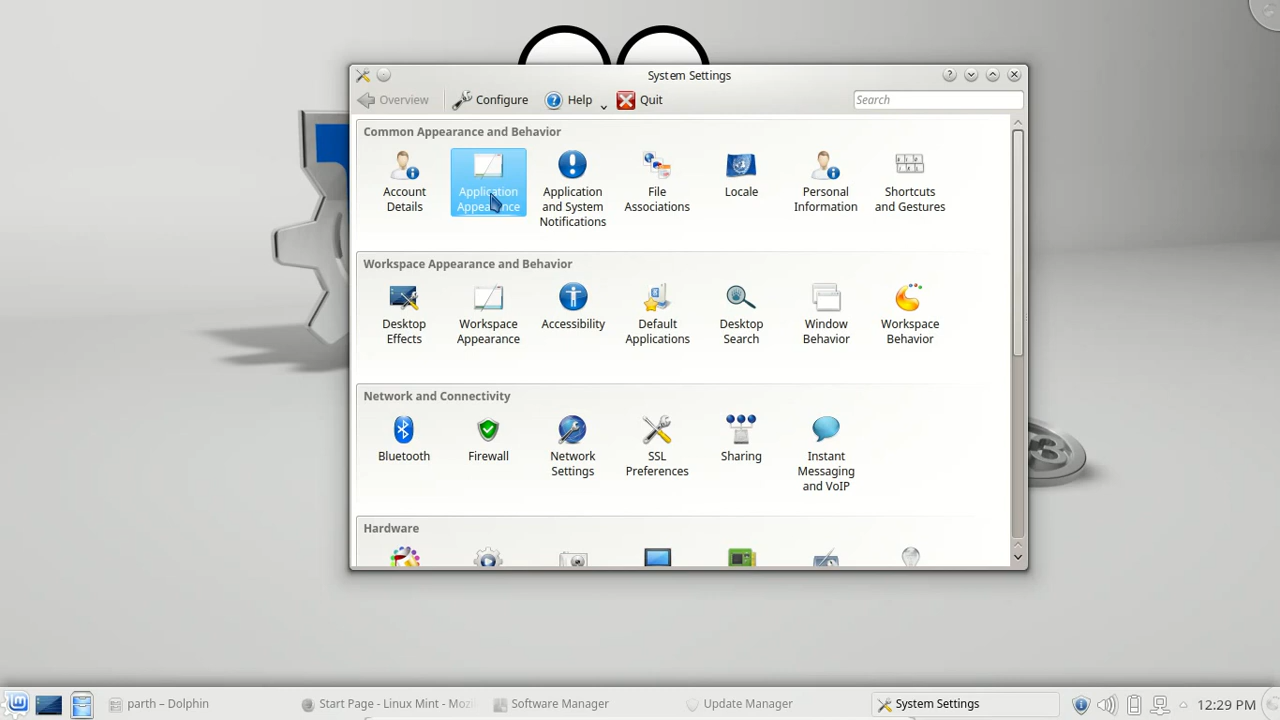 System Settings
Overview
Configure
Help
Quit
Search
Common Appearance and Behavior
Account
Details
Application
Appearance
Application
and System
Notifications
File
Associations
Locale
Personal
Information
Shortcuts
and Gestures
Workspace Appearance and Behavior
Desktop
Effects
Workspace
Appearance
Accessibility
Default
Applications
Desktop
Search
Window
Behavior
Workspace
Behavior
Network and Connectivity
Bluetooth
Firewall
Network
Settings
SSL
Preferences
Sharing
Instant
Messaging
and VoIP
Hardware
parth – Dolphin
Start Page - Linux Mint - Moz
Software Manager
Update Manager
System Settings
12:29 PM